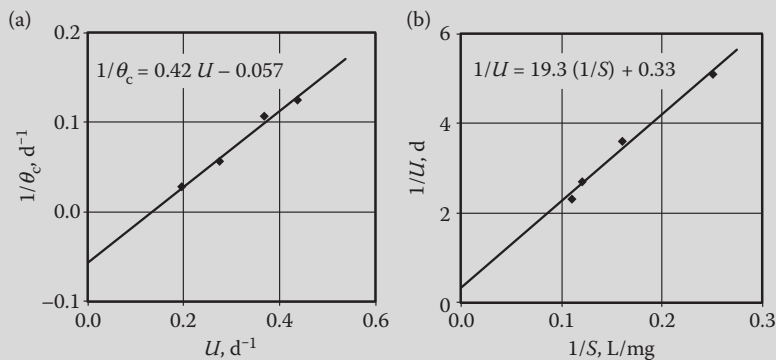 (a)
0.2
0.1
0.0
−0.1
1/θc, d−1
1/θc = 0.42 U − 0.057
0.0 0.2 0.4 0.6
U, d−1
(b)
6
4
2
0
1/U, d
1/U = 19.3 (1/S) + 0.33
0.0 0.1 0.2 0.3
1/S, L/mg